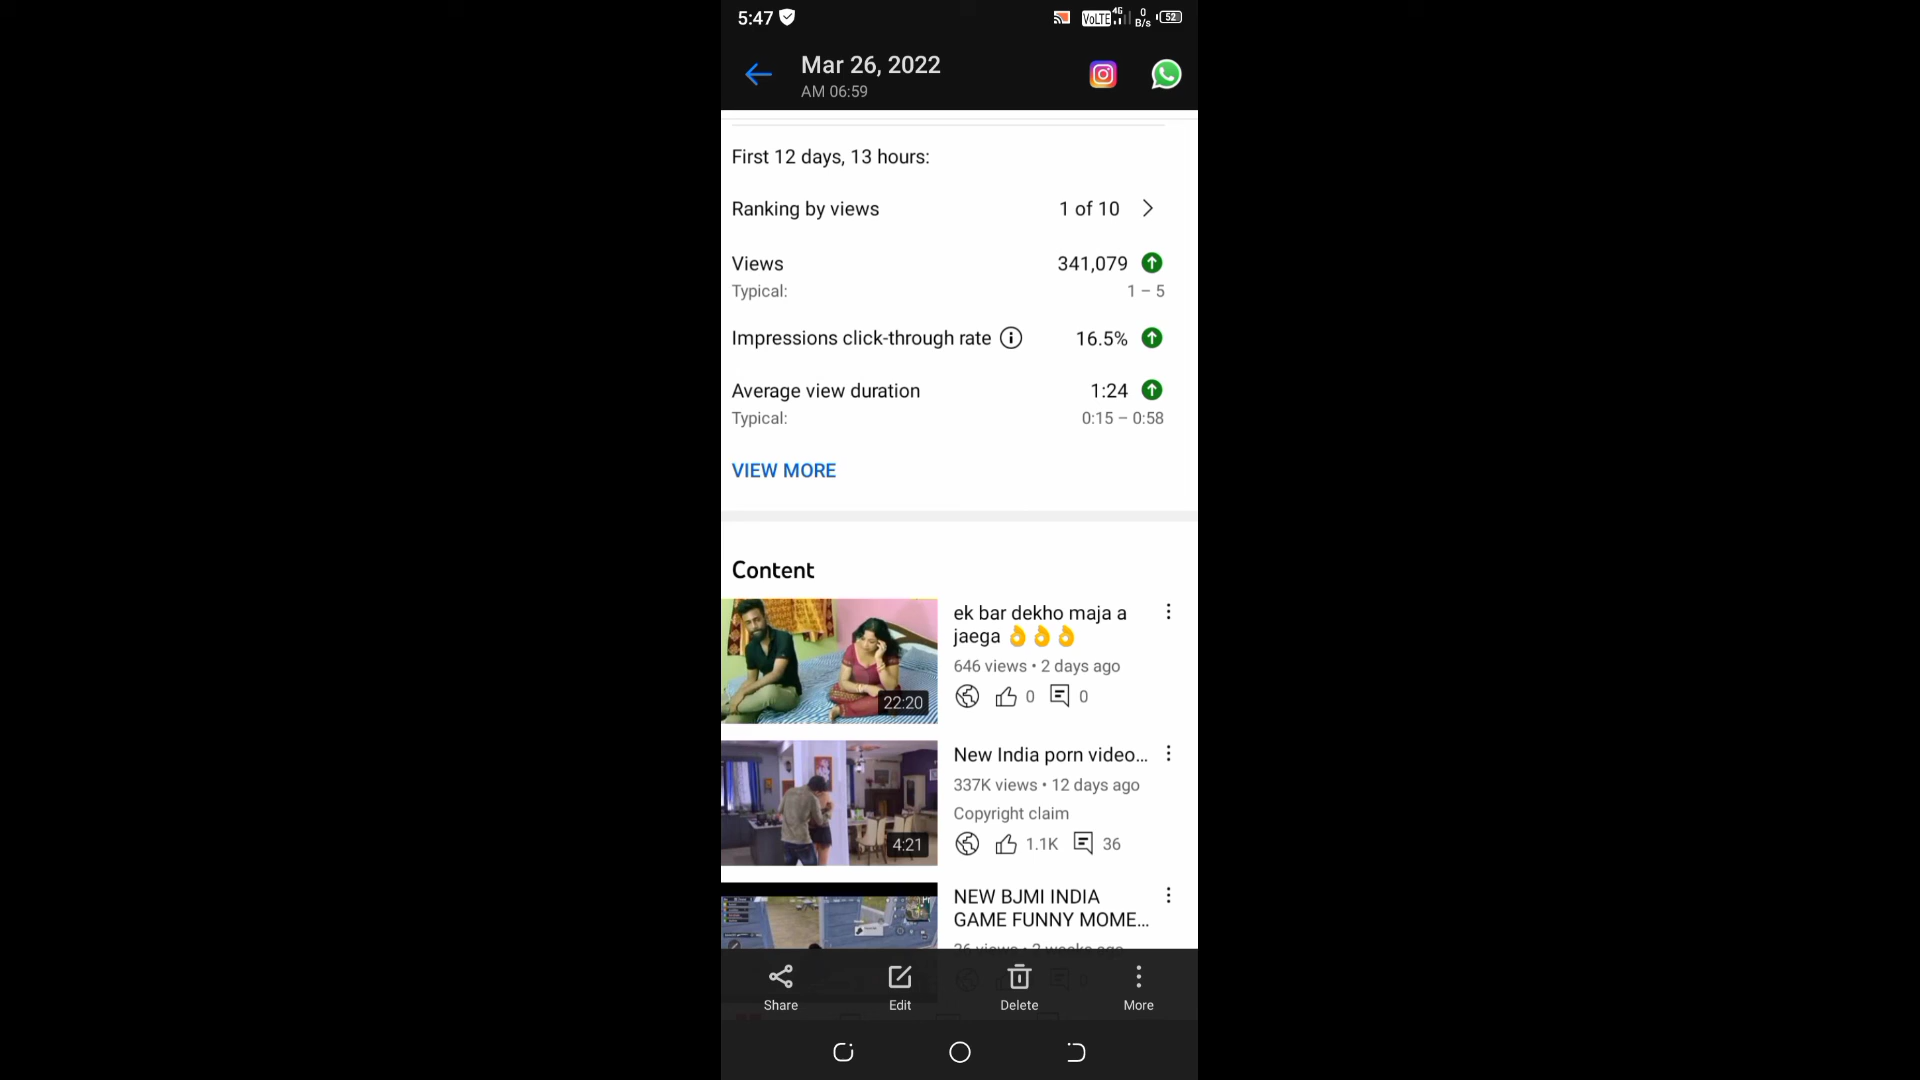 5:47
VoLTE 4G 0 B/s 52
Mar 26, 2022
AM 06:59
First 12 days, 13 hours:
Ranking by views 1 of 10
Views 341,079
Typical: 1 – 5
Impressions click-through rate 16.5%
Average view duration 1:24
Typical: 0:15 – 0:58
VIEW MORE
Content
ek bar dekho maja a
jaega 👌👌👌
646 views • 2 days ago
0 0
22:20
New India porn video...
337K views • 12 days ago
Copyright claim
1.1K 36
4:21
NEW BJMI INDIA
GAME FUNNY MOME...
Share Edit Delete More